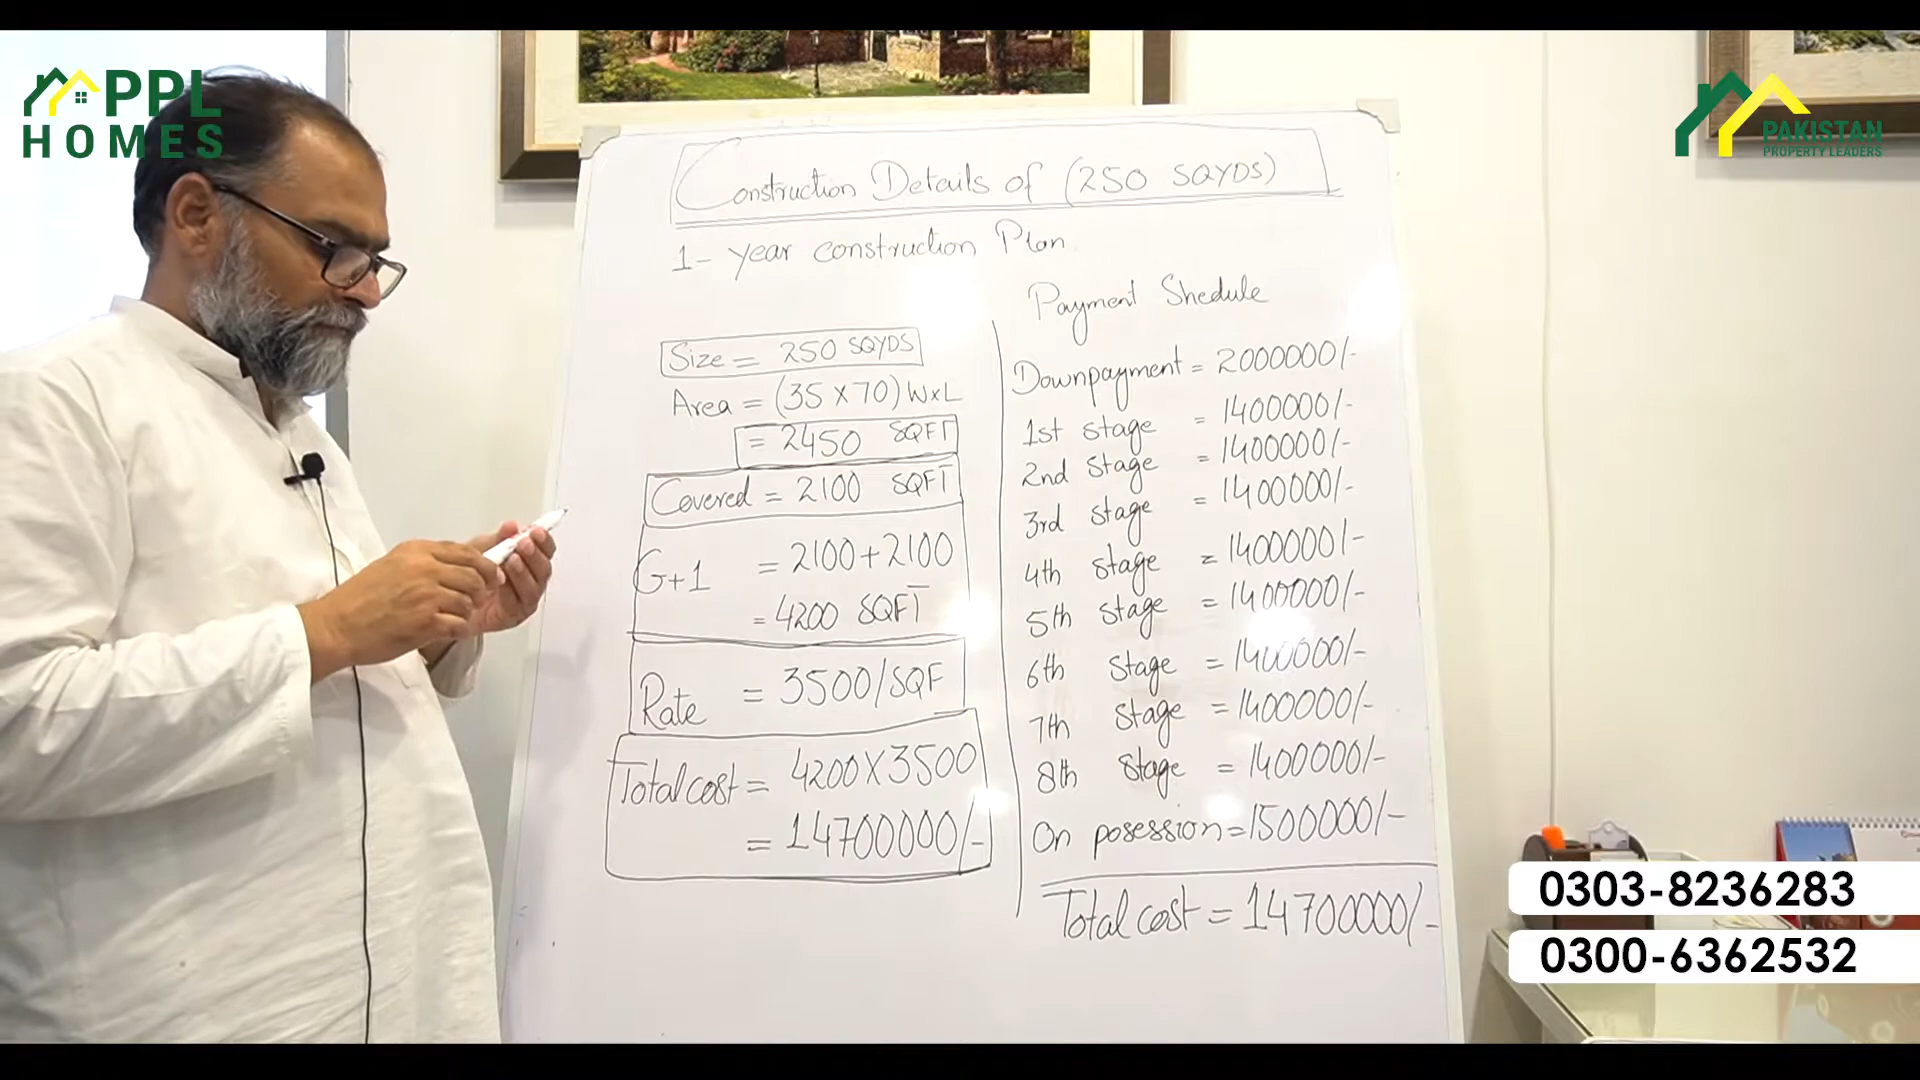 PPL
HOMES
PAKISTAN
PROPERTY LEADERS
Construction Details of (250 SQYDS)
1- year construction Plan
Size = 250 SQYDS
Area = (35 X 70) WxL
= 2450 SQFT
Covered = 2100 SQFT
G+1 = 2100+2100
= 4200 SQFT
Rate = 3500/SQF
Total cost = 4200X3500
= 14700000/-
Payment Shedule
Downpayment = 2000000/-
1st stage = 1400000/-
2nd stage = 1400000/-
3rd stage = 1400000/-
4th stage = 1400000/-
5th stage = 1400000/-
6th stage = 1400000/-
7th stage = 1400000/-
8th stage = 1400000/-
On posession = 1500000/-
Total cost = 14700000/-
0303-8236283
0300-6362532